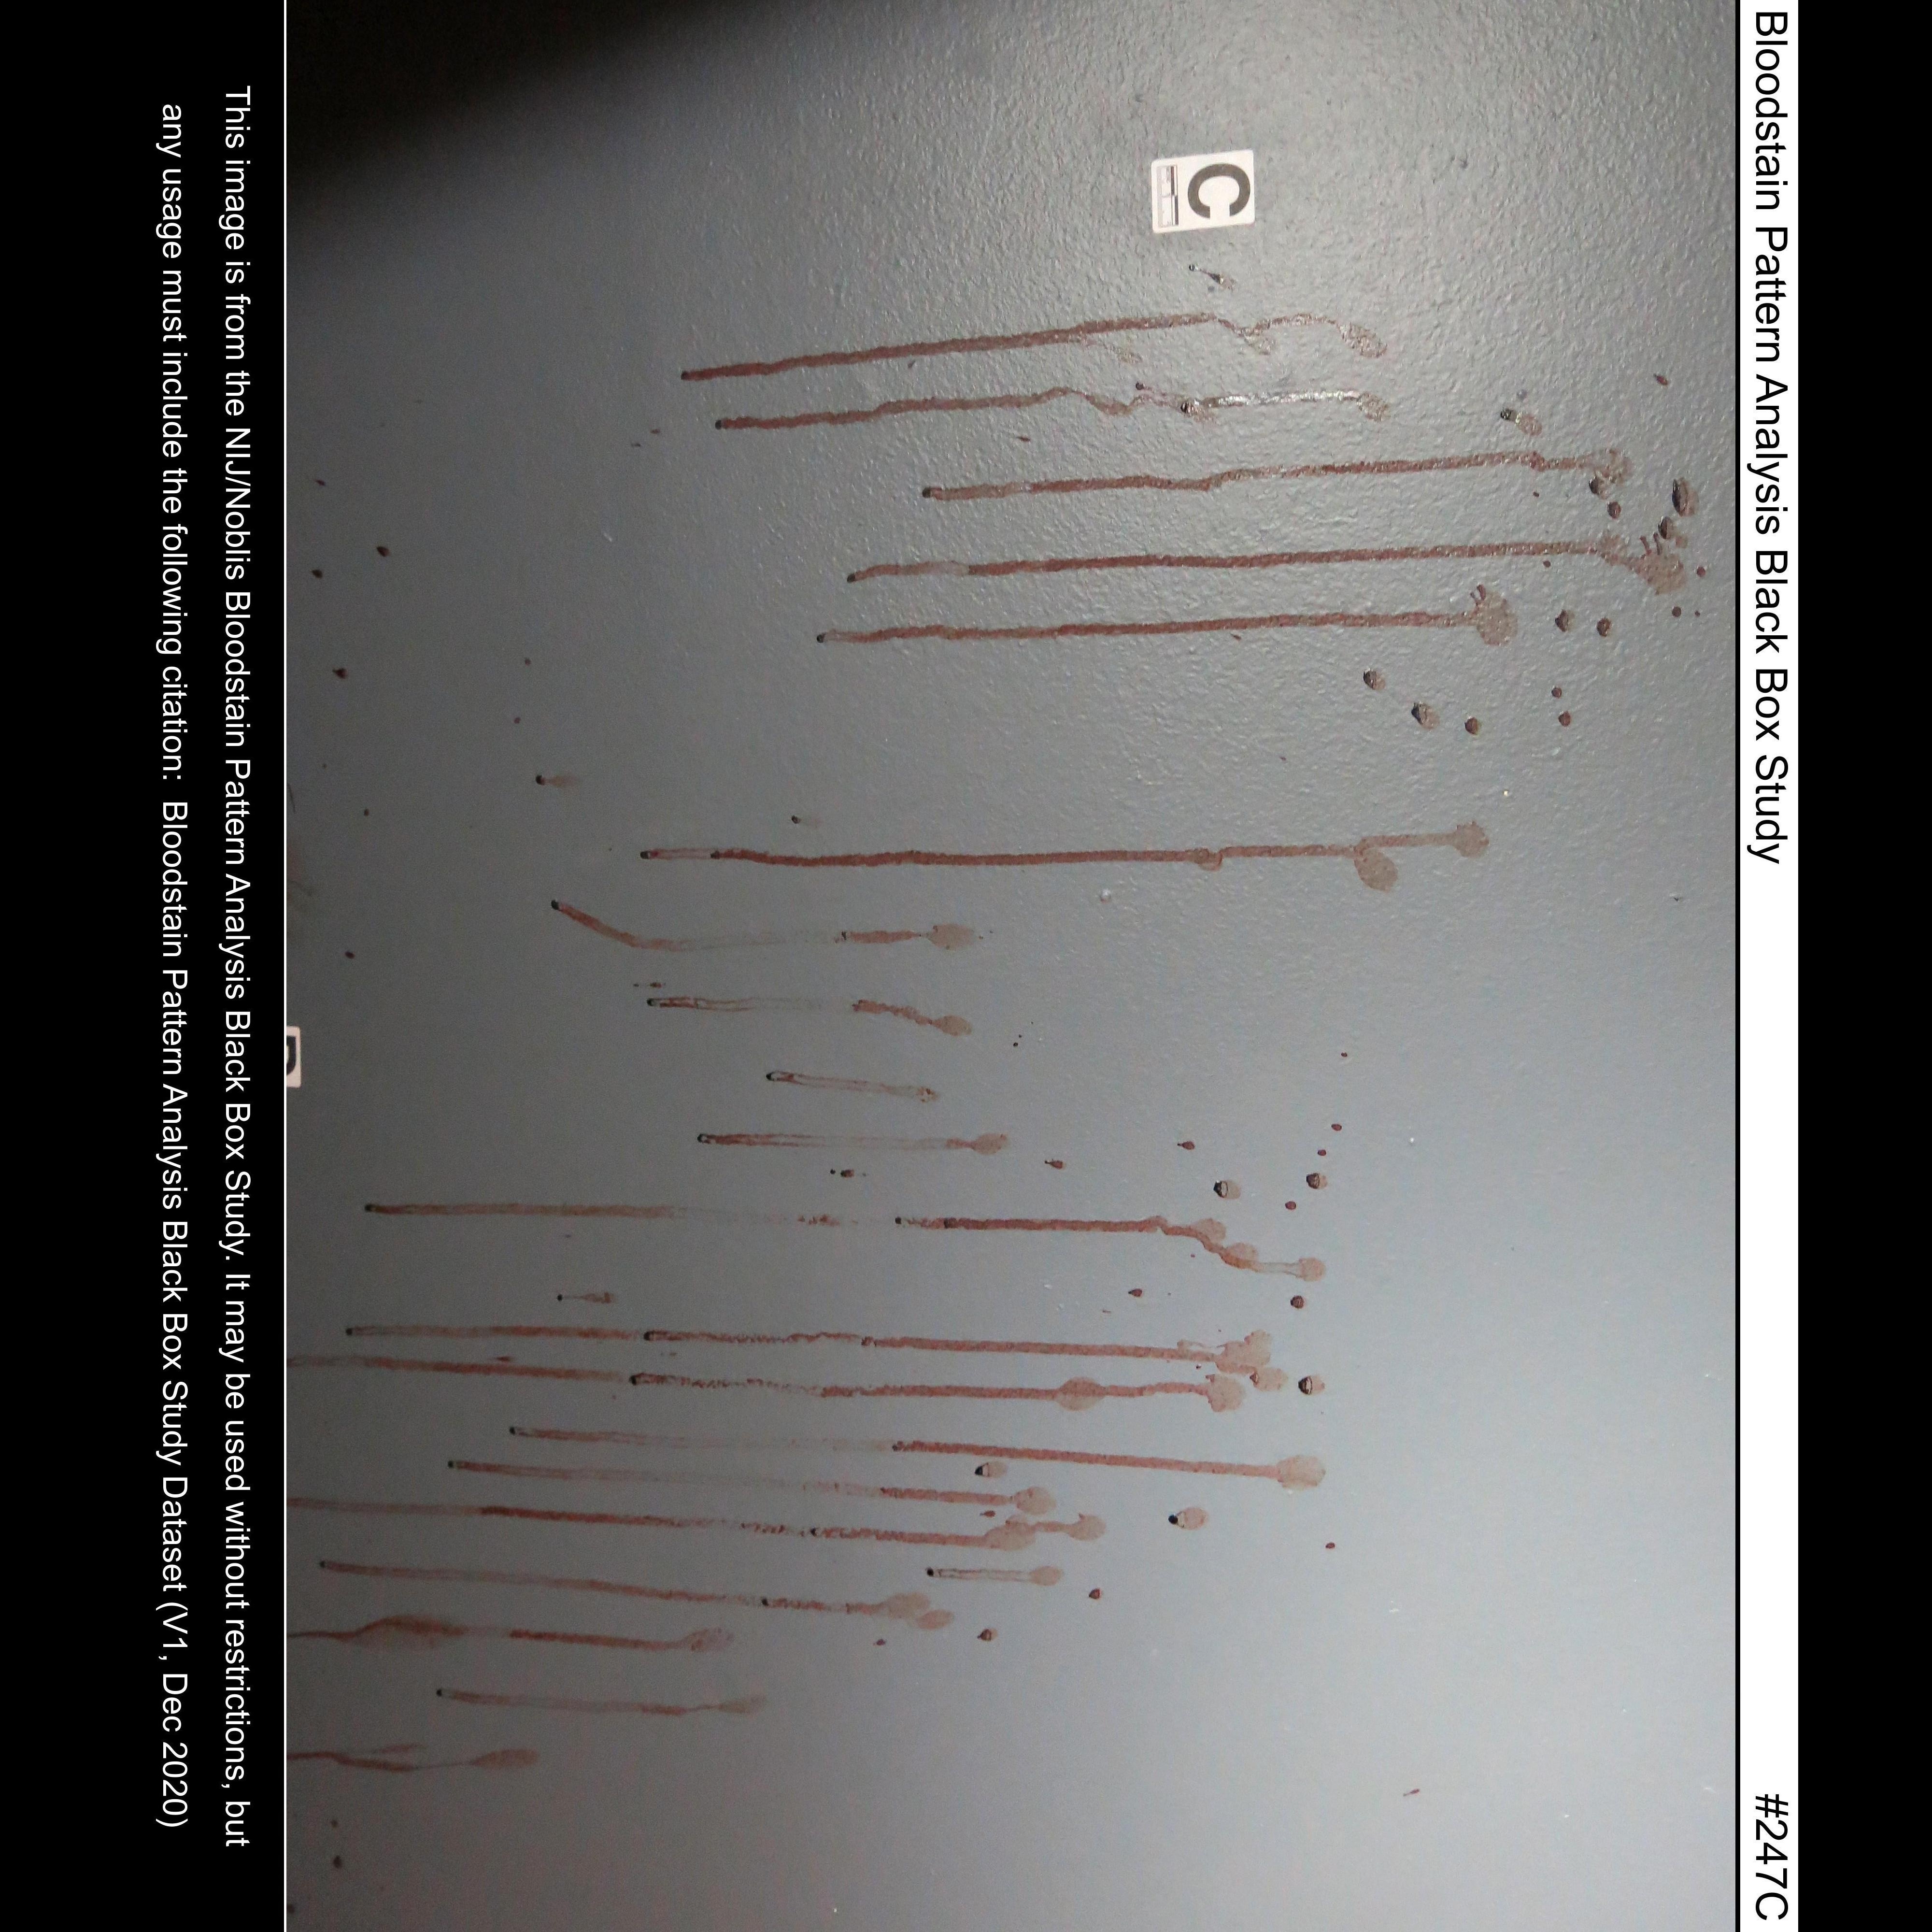 Bloodstain Pattern Analysis Black Box Study #247C
C
This image is from the NIJ/Noblis Bloodstain Pattern Analysis Black Box Study. It may be used without restrictions, but
any usage must include the following citation: Bloodstain Pattern Analysis Black Box Study Dataset (V1, Dec 2020)